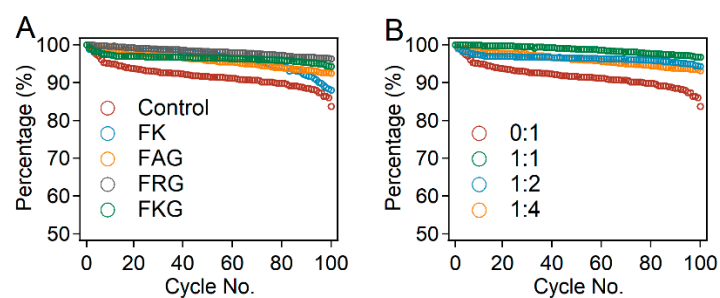 A
Percentage (%)
100
90
80
70
60
50
Control
FK
FAG
FRG
FKG
0 20 40 60 80 100
Cycle No.
B
Percentage (%)
100
90
80
70
60
50
0:1
1:1
1:2
1:4
0 20 40 60 80 100
Cycle No.